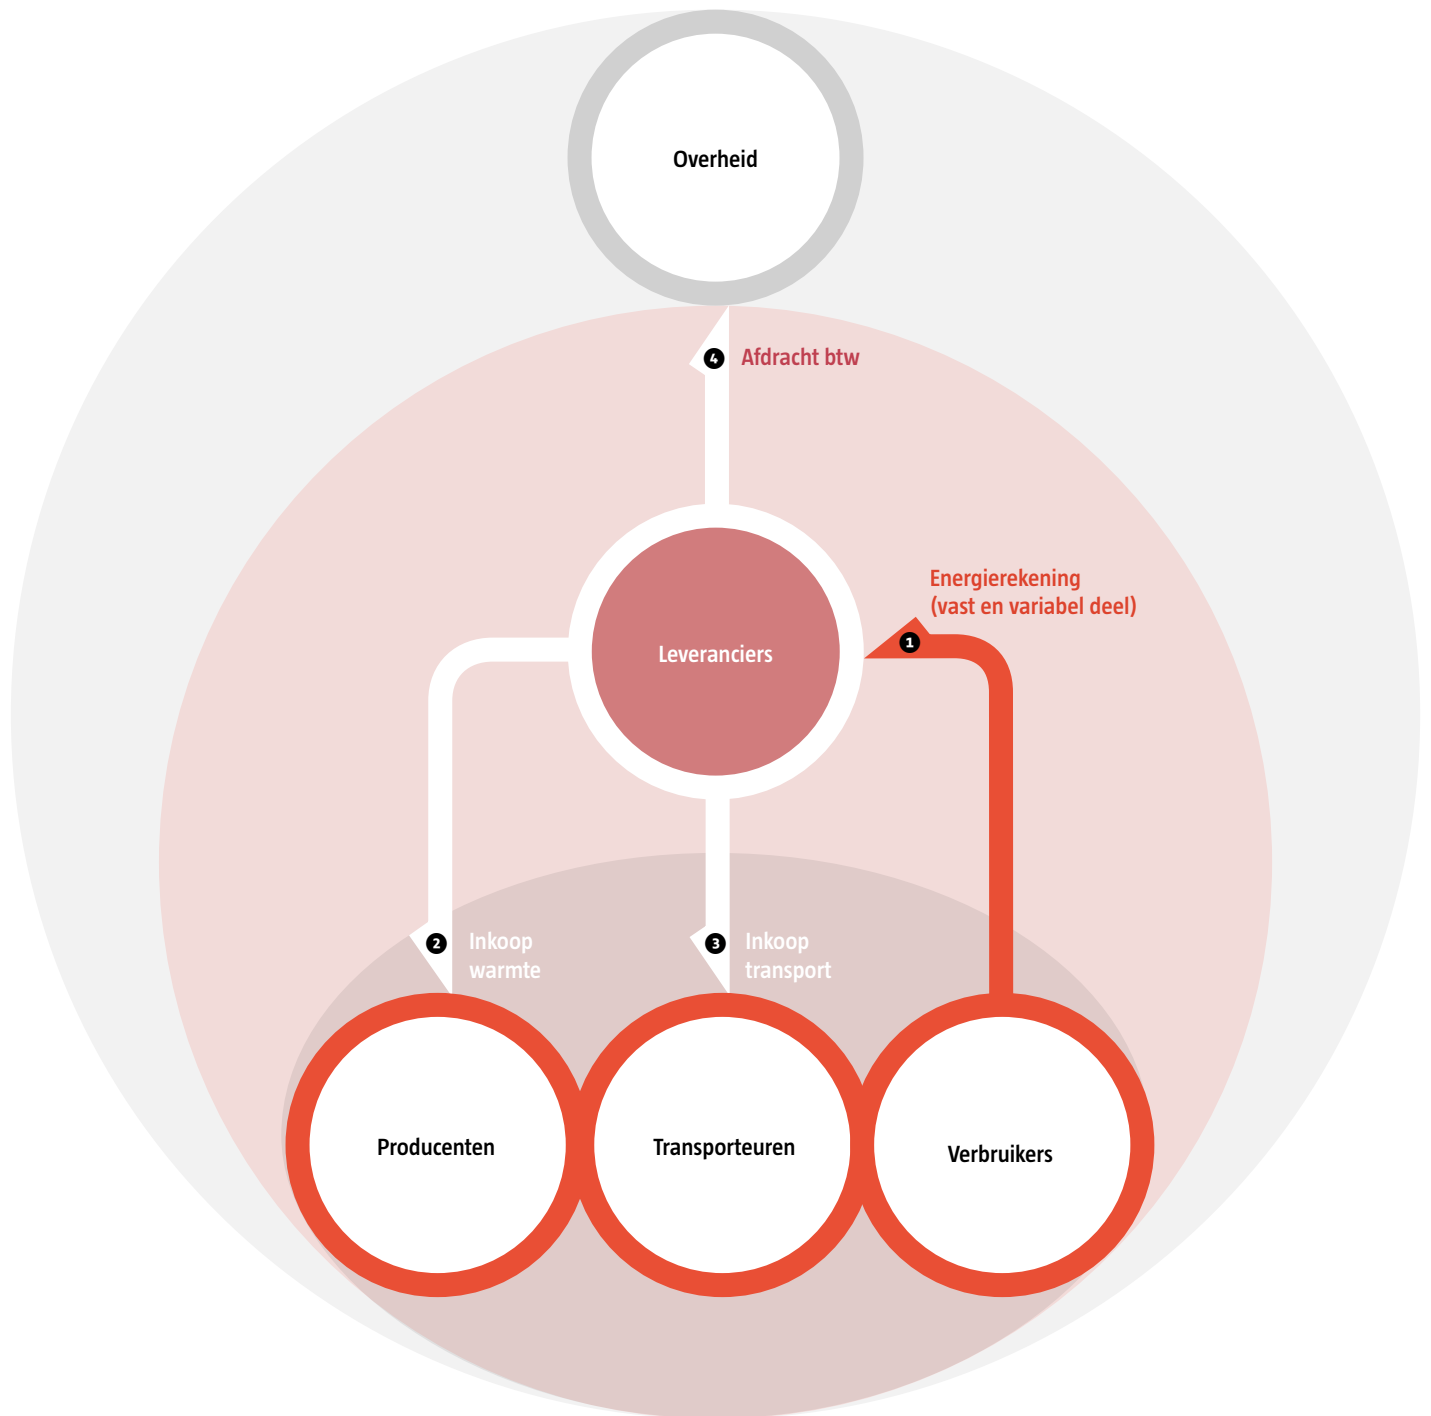 Overheid
4 Afdracht btw
Energierekening
(vast en variabel deel)
1
Leveranciers
2 Inkoop
warmte
3 Inkoop
transport
Producenten
Transporteuren
Verbruikers